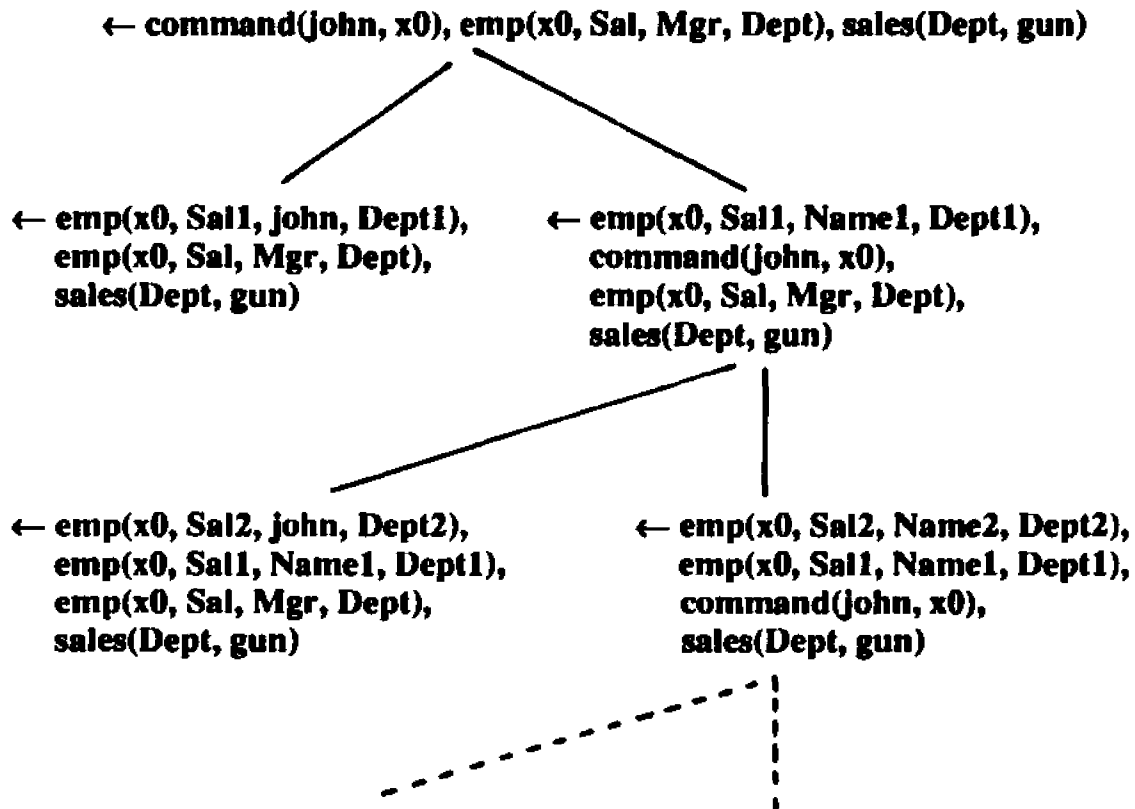 ← command(john, x0), emp(x0, Sal, Mgr, Dept), sales(Dept, gun)
← emp(x0, Sal1, john, Dept1),
emp(x0, Sal, Mgr, Dept),
sales(Dept, gun)
← emp(x0, Sal1, Name1, Dept1),
command(john, x0),
emp(x0, Sal, Mgr, Dept),
sales(Dept, gun)
← emp(x0, Sal2, john, Dept2),
emp(x0, Sal1, Name1, Dept1),
emp(x0, Sal, Mgr, Dept),
sales(Dept, gun)
← emp(x0, Sal2, Name2, Dept2),
emp(x0, Sal1, Name1, Dept1),
command(john, x0),
sales(Dept, gun)